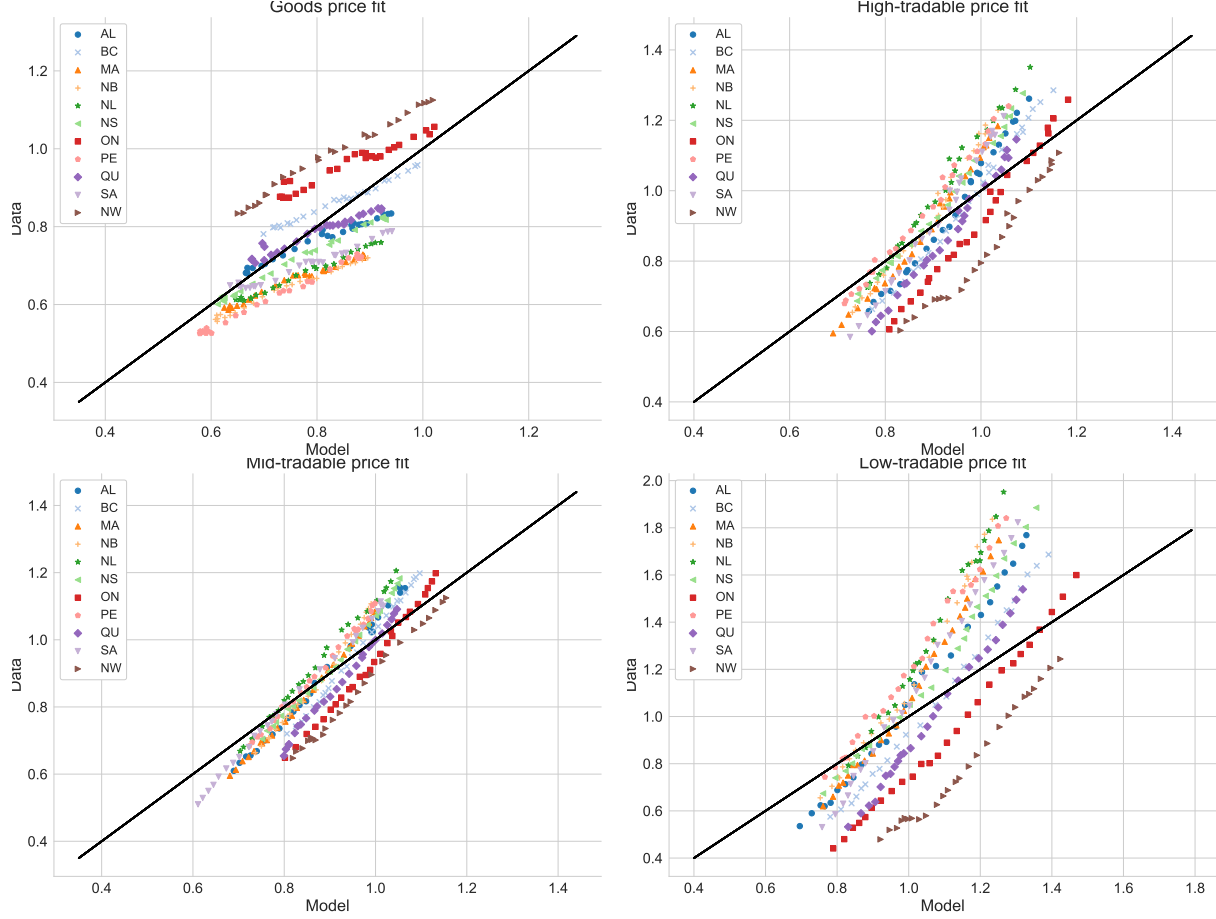 Goods price fit
AL
BC
MA
NB
NL
NS
ON
PE
QU
SA
NW
1.2
1.0
0.8
0.6
0.4
Data
0.4 0.6 0.8 1.0 1.2
Model
High-tradable price fit
AL
BC
MA
NB
NL
NS
ON
PE
QU
SA
NW
1.4
1.2
1.0
0.8
0.6
0.4
Data
0.4 0.6 0.8 1.0 1.2 1.4
Model
Mid-tradable price fit
AL
BC
MA
NB
NL
NS
ON
PE
QU
SA
NW
1.4
1.2
1.0
0.8
0.6
0.4
Data
0.4 0.6 0.8 1.0 1.2 1.4
Model
Low-tradable price fit
AL
BC
MA
NB
NL
NS
ON
PE
QU
SA
NW
2.0
1.8
1.6
1.4
1.2
1.0
0.8
0.6
0.4
Data
0.4 0.6 0.8 1.0 1.2 1.4 1.6 1.8
Model